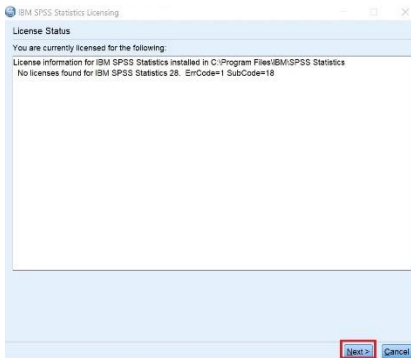 IBM SPSS Statistics Licensing
License Status
You are currently licensed for the following:
License information for IBM SPSS Statistics installed in C:\Program Files\IBM\SPSS Statistics
No licenses found for IBM SPSS Statistics 28. ErrCode=1 SubCode=18
Next > Cancel